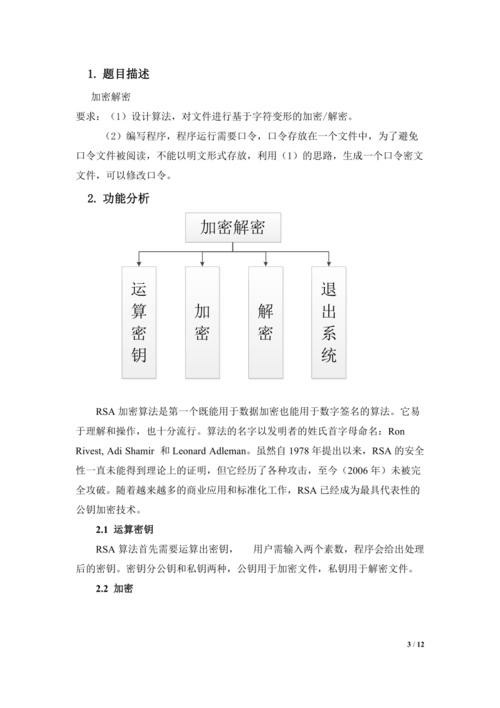 1. 题目描述
加密解密
要求：（1）设计算法，对文件进行基于字符变形的加密/解密。
（2）编写程序，程序运行需要口令，口令存放在一个文件中，为了避免
口令文件被阅读，不能以明文形式存放，利用（1）的思路，生成一个口令密文
文件，可以修改口令。
2. 功能分析
加密解密
运算密钥
加密
解密
退出系统
RSA 加密算法是第一个既能用于数据加密也能用于数字签名的算法。它易
于理解和操作，也十分流行。算法的名字以发明者的姓氏首字母命名：Ron
Rivest, Adi Shamir 和 Leonard Adleman。虽然自 1978 年提出以来，RSA 的安全
性一直未能得到理论上的证明，但它经历了各种攻击，至今（2006 年）未被完
全攻破。随着越来越多的商业应用和标准化工作，RSA 已经成为最具代表性的
公钥加密技术。
2.1 运算密钥
RSA 算法首先需要运算出密钥， 用户需输入两个素数，程序会给出处理
后的密钥。密钥分公钥和私钥两种，公钥用于加密文件，私钥用于解密文件。
2.2 加密
3 / 12